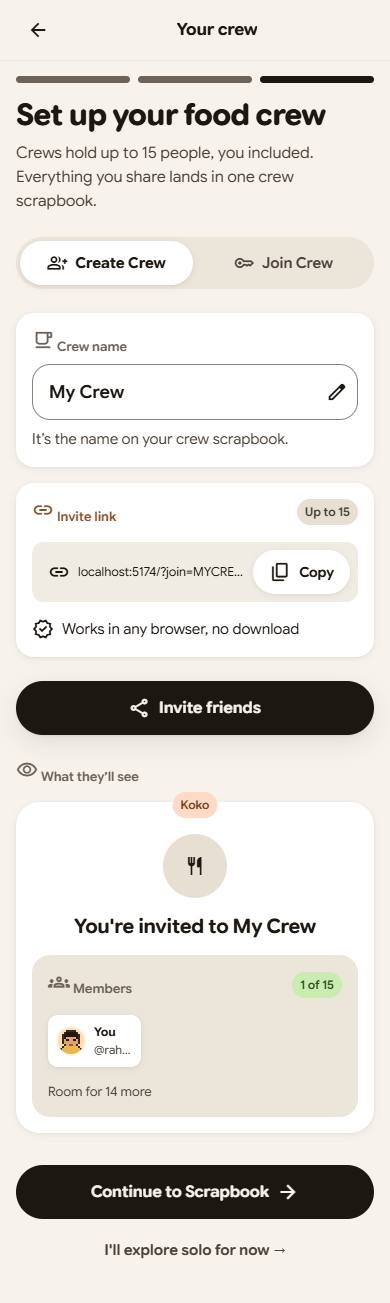 Your crew
Set up your food crew
Crews hold up to 15 people, you included.
Everything you share lands in one crew
scrapbook.
Create Crew
Join Crew
Crew name
My Crew
It's the name on your crew scrapbook.
Invite link
Up to 15
localhost:5174/?join=MYCRE...
Copy
Works in any browser, no download
Invite friends
What they'll see
Koko
You're invited to My Crew
Members
1 of 15
You
@rah...
Room for 14 more
Continue to Scrapbook →
I'll explore solo for now →